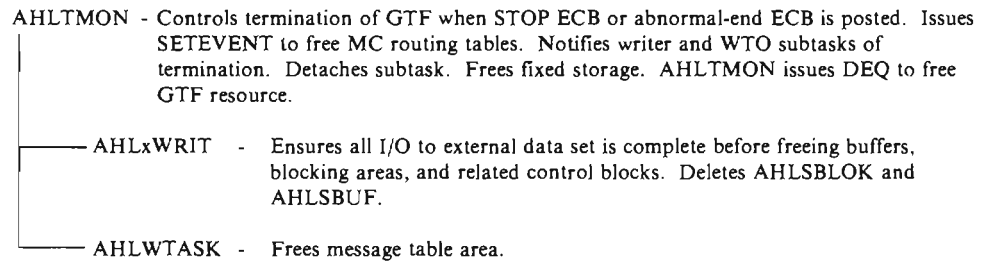 AHLTMON - Controls termination of GTF when STOP ECB or abnormal-end ECB is posted. Issues
SETEVENT to free MC routing tables. Notifies writer and WTO subtasks of
termination. Detaches subtask. Frees fixed storage. AHLTMON issues DEQ to free
GTF resource.
AHLxWRIT - Ensures all I/O to external data set is complete before freeing buffers,
blocking areas, and related control blocks. Deletes AHLSBLOK and
AHLSBUF.
AHLWTASK - Frees message table area.